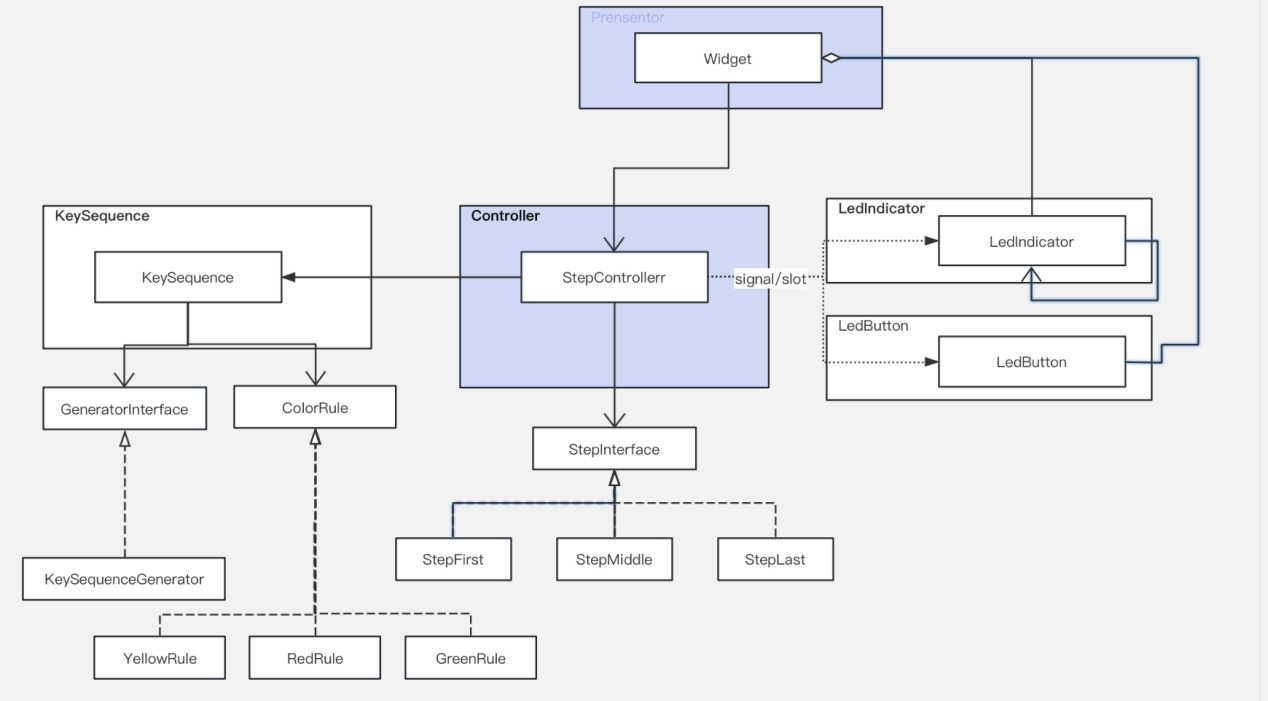 Prensentor
Widget
KeySequence
KeySequence
Controller
StepControllerr
signal/slot
LedIndicator
LedIndicator
LedButton
LedButton
GeneratorInterface
ColorRule
StepInterface
StepFirst
StepMiddle
StepLast
KeySequenceGenerator
YellowRule
RedRule
GreenRule